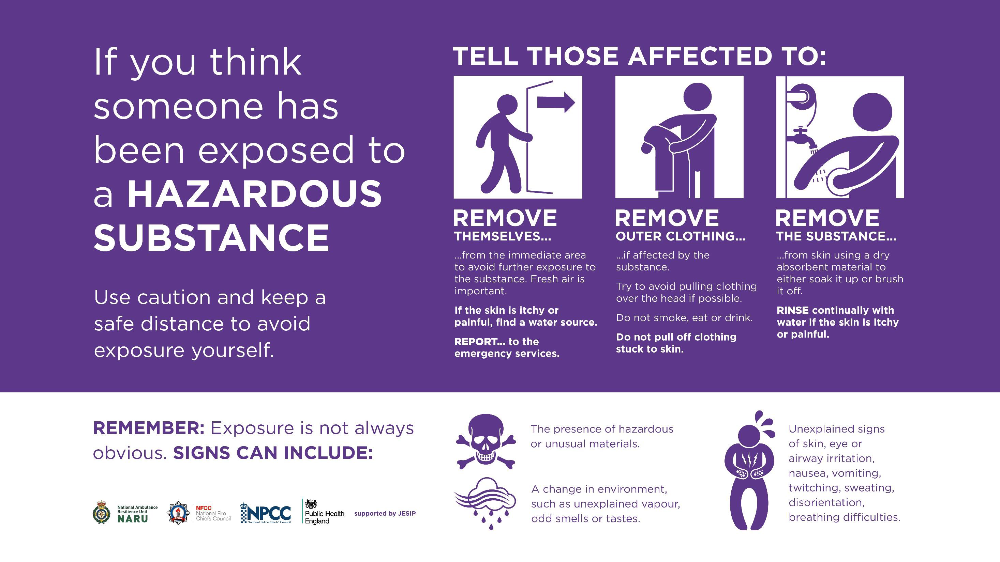 If you think
someone has
been exposed to
a HAZARDOUS
SUBSTANCE
Use caution and keep a
safe distance to avoid
exposure yourself.
TELL THOSE AFFECTED TO:
REMOVE
THEMSELVES...
...from the immediate area
to avoid further exposure to
the substance. Fresh air is
important.
If the skin is itchy or
painful, find a water source.
REPORT... to the
emergency services.
REMOVE
OUTER CLOTHING...
...if affected by the
substance.
Try to avoid pulling clothing
over the head if possible.
Do not smoke, eat or drink.
Do not pull off clothing
stuck to skin.
REMOVE
THE SUBSTANCE...
...from skin using a dry
absorbent material to
either soak it up or brush
it off.
RINSE continually with
water if the skin is itchy
or painful.
REMEMBER: Exposure is not always
obvious. SIGNS CAN INCLUDE:
The presence of hazardous
or unusual materials.
A change in environment,
such as unexplained vapour,
odd smells or tastes.
Unexplained signs
of skin, eye or
airway irritation,
nausea, vomiting,
twitching, sweating,
disorientation,
breathing difficulties.
National Ambulance
Resilience Unit
NARU
CFOA
NFCC
National Fire
Chiefs Council
NPCC
National Police Chiefs' Council
Public Health
England
supported by JESIP